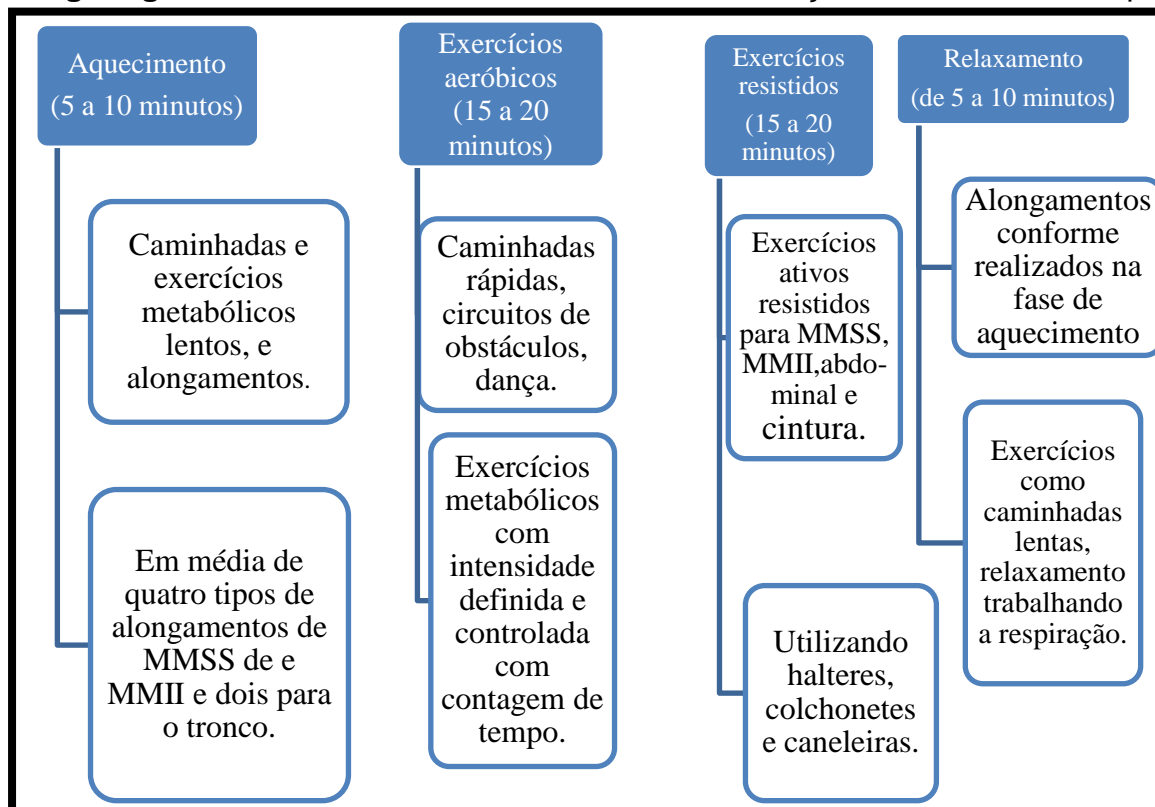 Aquecimento
(5 a 10 minutos)
Caminhadas e
exercícios
metabólicos
lentos, e
alongamentos.
Em média de
quatro tipos de
alongamentos de
MMSS de e
MMII e dois para
o tronco.
Exercícios
aeróbicos
(15 a 20
minutos)
Caminhadas
rápidas,
circuitos de
obstáculos,
dança.
Exercícios
metabólicos
com
intensidade
definida e
controlada
com
contagem de
tempo.
Exercícios
resistidos
(15 a 20
minutos)
Exercícios
ativos
resistidos
para MMSS,
MMII,abdo-
minal e
cintura.
Utilizando
halteres,
colchonetes
e caneleiras.
Relaxamento
(de 5 a 10 minutos)
Alongamentos
conforme
realizados na
fase de
aquecimento
Exercícios
como
caminhadas
lentas,
relaxamento
trabalhando
a respiração.